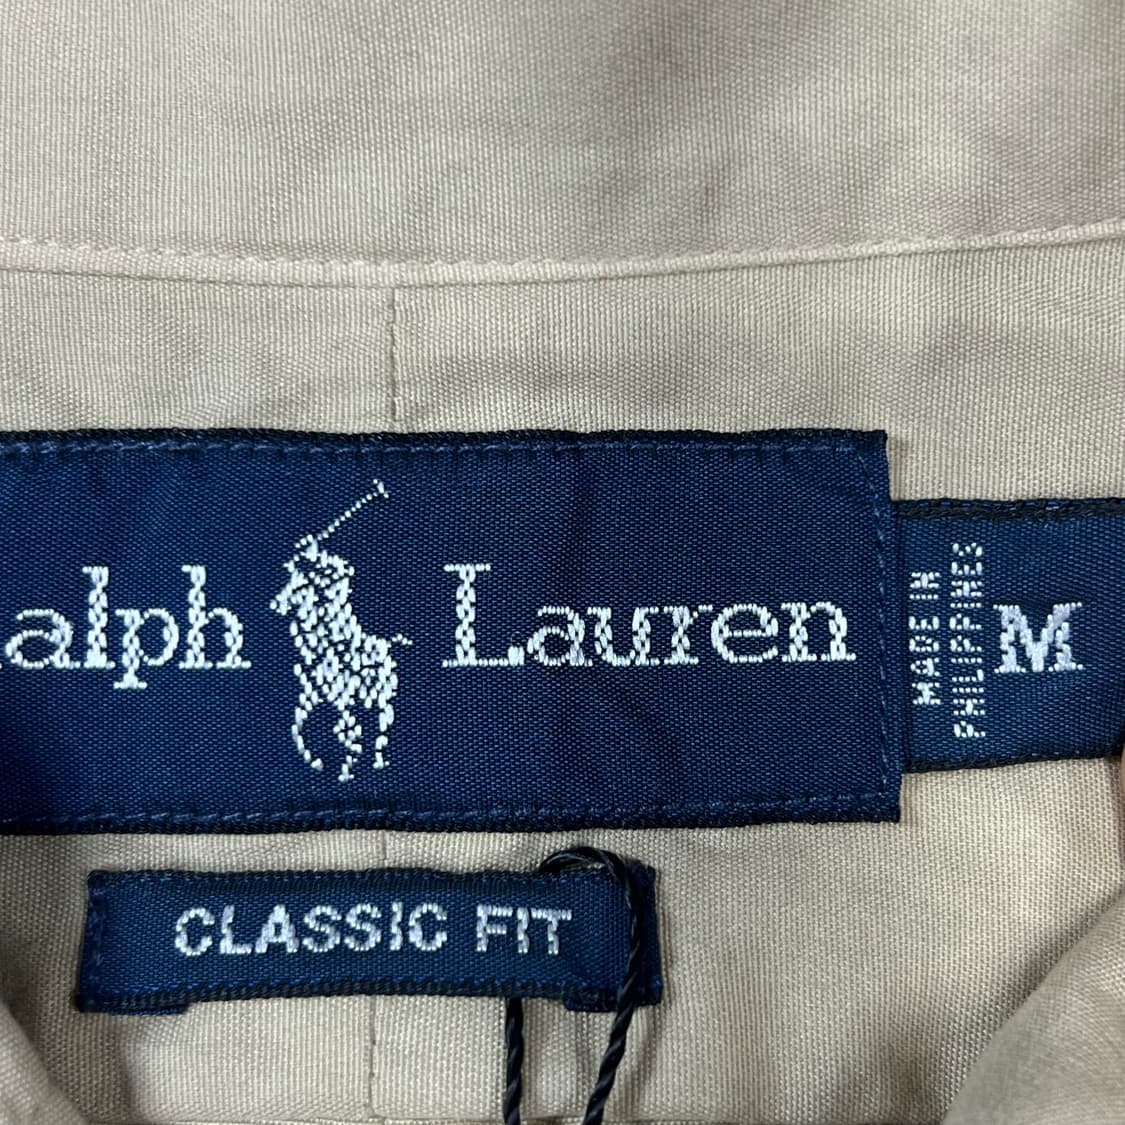 alph Lauren
MADE IN
PHILIPPINES
M
CLASSIC FIT